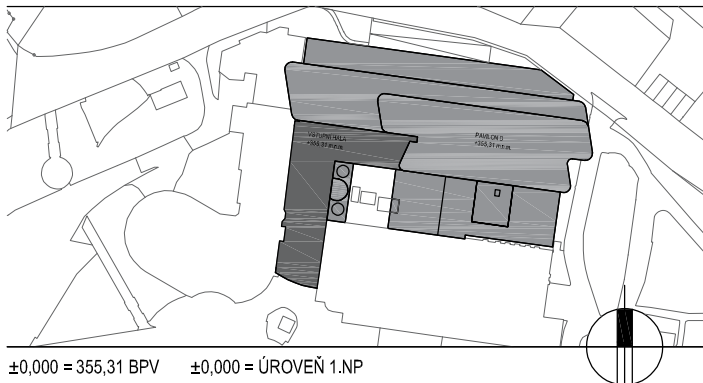 VSTUPNÍ HALA
+355,31 m.n.m.
PAVILON D
+355,31 m.n.m.
±0,000 = 355,31 BPV ±0,000 = ÚROVEŇ 1.NP